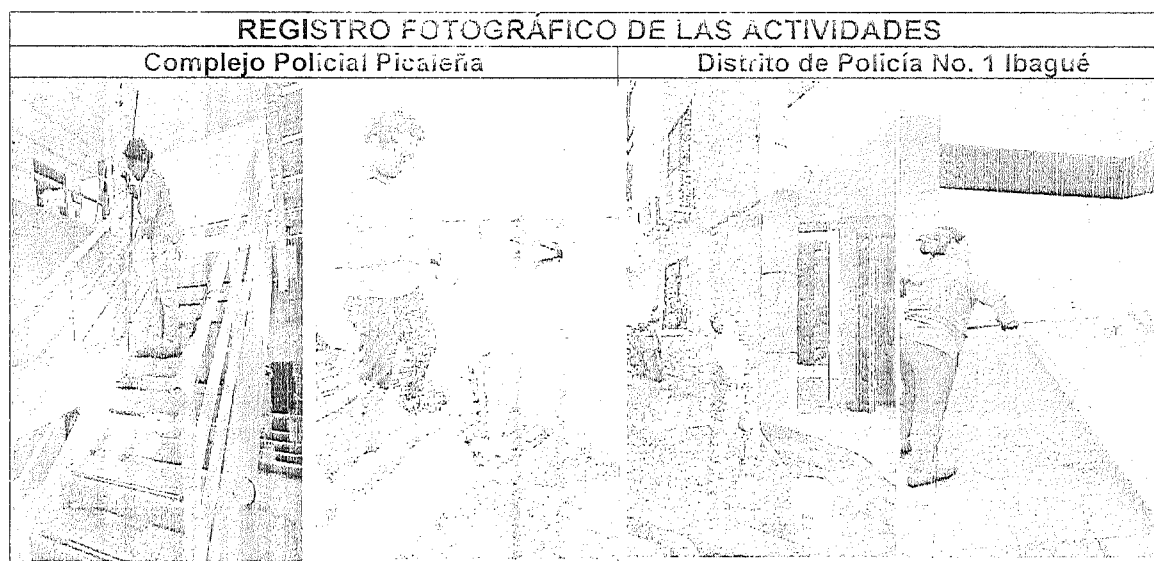 REGISTRO FOTOGRÁFICO DE LAS ACTIVIDADES
Complejo Policial Picaleña
Distrito de Policía No. 1 Ibagué